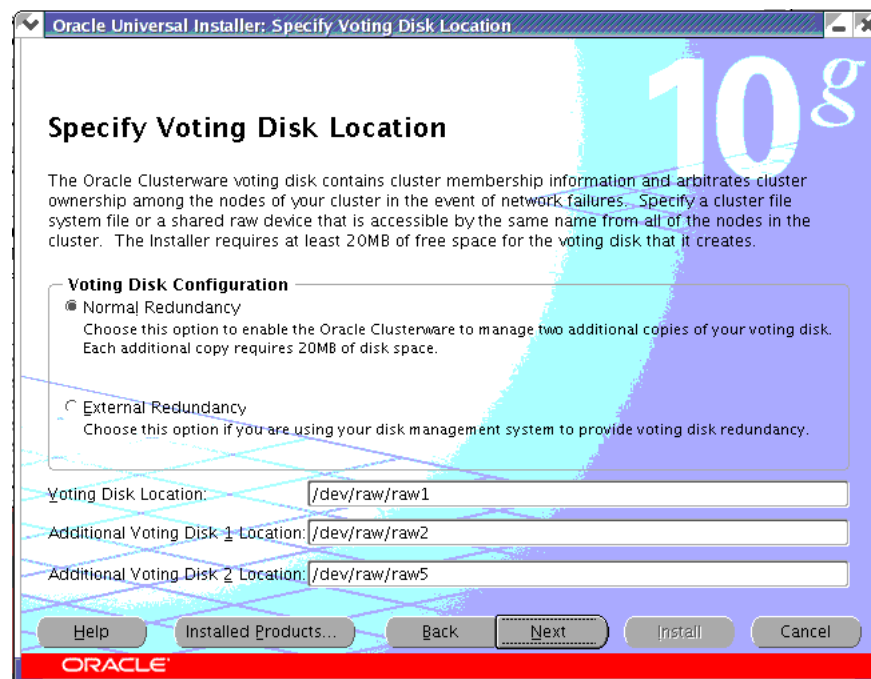 Oracle Universal Installer: Specify Voting Disk Location
10g
Specify Voting Disk Location
The Oracle Clusterware voting disk contains cluster membership information and arbitrates cluster
ownership among the nodes of your cluster in the event of network failures. Specify a cluster file
system file or a shared raw device that is accessible by the same name from all of the nodes in the
cluster. The Installer requires at least 20MB of free space for the voting disk that it creates.
Voting Disk Configuration
Normal Redundancy
Choose this option to enable the Oracle Clusterware to manage two additional copies of your voting disk.
Each additional copy requires 20MB of disk space.
External Redundancy
Choose this option if you are using your disk management system to provide voting disk redundancy.
Voting Disk Location: /dev/raw/raw1
Additional Voting Disk 1 Location: /dev/raw/raw2
Additional Voting Disk 2 Location: /dev/raw/raw5
Help Installed Products... Back Next Install Cancel
ORACLE